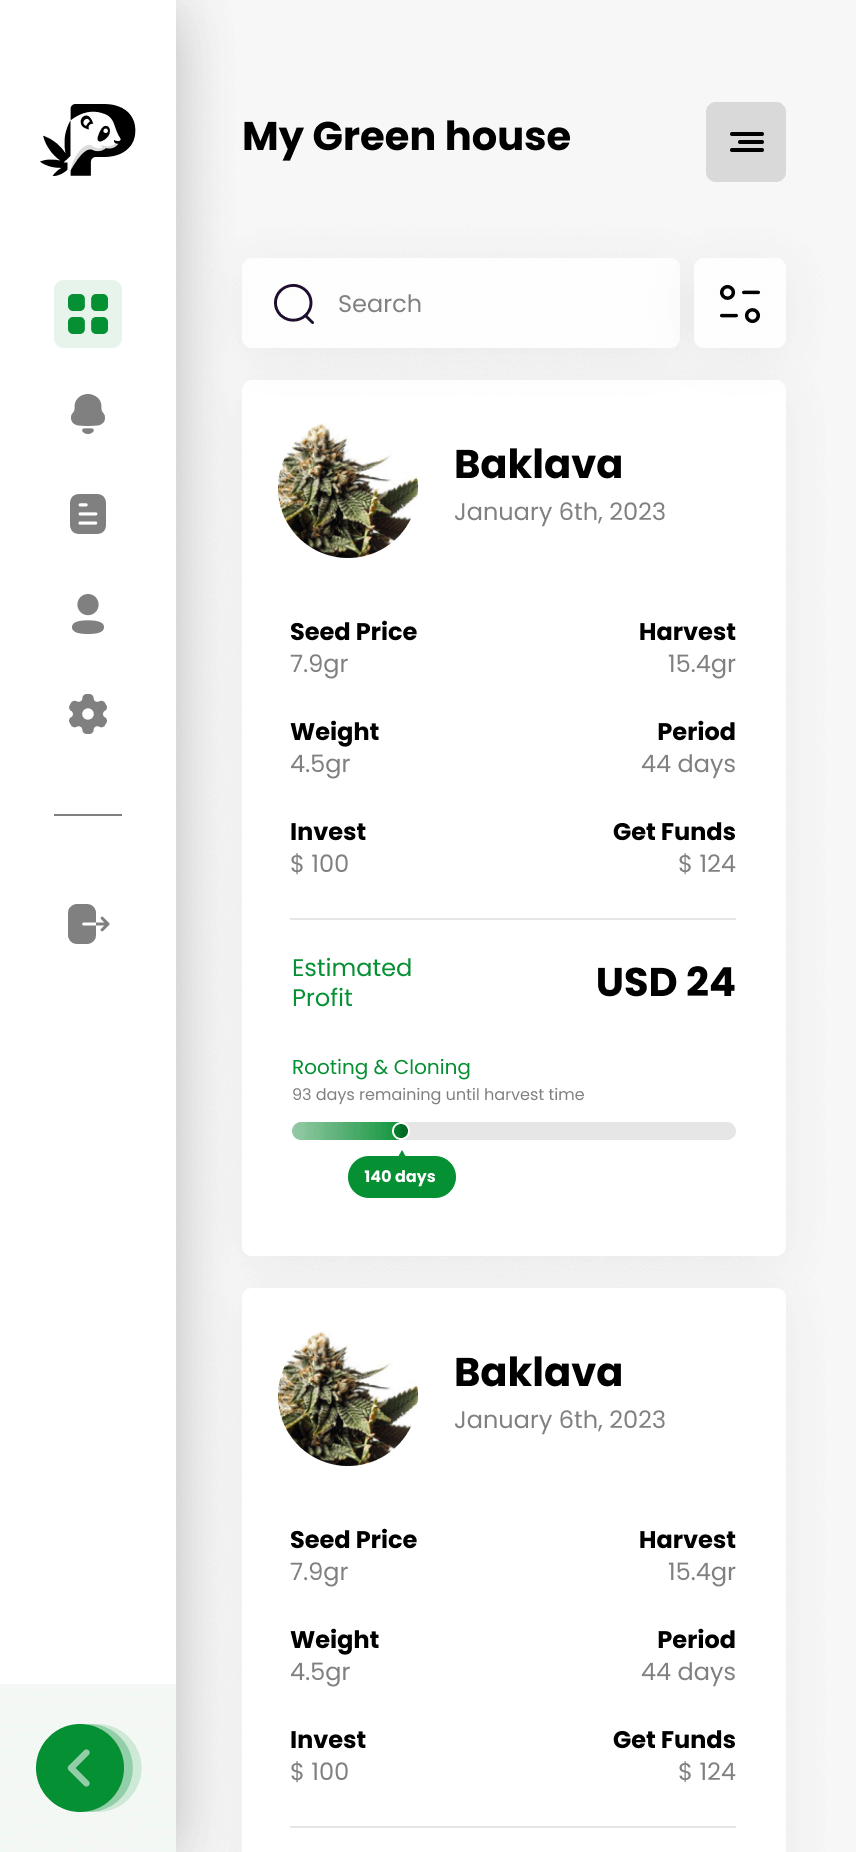 My Green house
Search
Baklava
January 6th, 2023
Seed Price
Harvest
7.9gr
15.4gr
Weight
Period
4.5gr
44 days
Invest
Get Funds
$ 100
$ 124
Estimated
Profit
USD 24
Rooting & Cloning
93 days remaining until harvest time
140 days
Baklava
January 6th, 2023
Seed Price
Harvest
7.9gr
15.4gr
Weight
Period
4.5gr
44 days
Invest
Get Funds
$ 100
$ 124